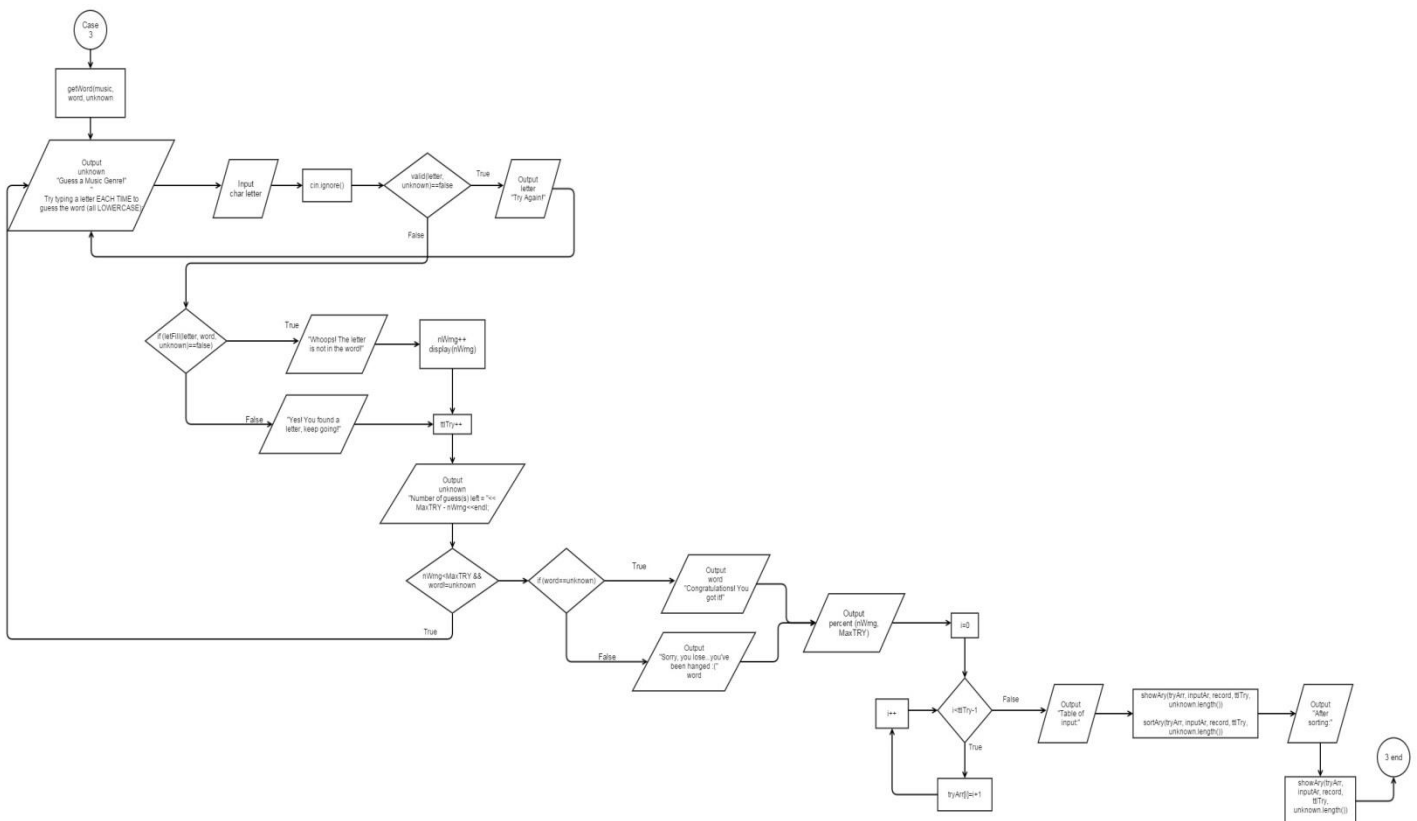 Case
3
getWord(music,
word, unknown
Output
unknown
"Guess a Music Genre!"
~
Try typing a letter EACH TIME to
guess the word (all LOWERCASE):
Input
char letter
cin.ignore()
valid(letter,
unknown)==false
True
Output
letter
"Try Again!"
False
if (letFill(letter, word,
unknown)==false)
True
"Whoops! The letter
is not in the word!"
nWrng++
display(nWrng)
False
"Yes! You found a
letter, keep going!"
ttlTry++
Output
unknown
"Number of guess(s) left = "<<
MaxTRY - nWrng<<endl;
nWrng<MaxTRY &&
word!=unknown
True
if (word==unknown)
True
Output
word
"Congratulations! You
got it!"
False
Output
"Sorry, you lose...you've
been hanged :("
word
Output
percent (nWrng,
MaxTRY)
i=0
i<ttlTry-1
False
True
i++
tryArr[i]=i+1
Output
"Table of
input:"
showAry(tryArr, inputAr, record, ttlTry,
unknown.length())
sortAry(tryArr, inputAr, record, ttlTry,
unknown.length())
Output
"After
sorting:"
showAry(tryArr,
inputAr, record,
ttlTry,
unknown.length())
3 end